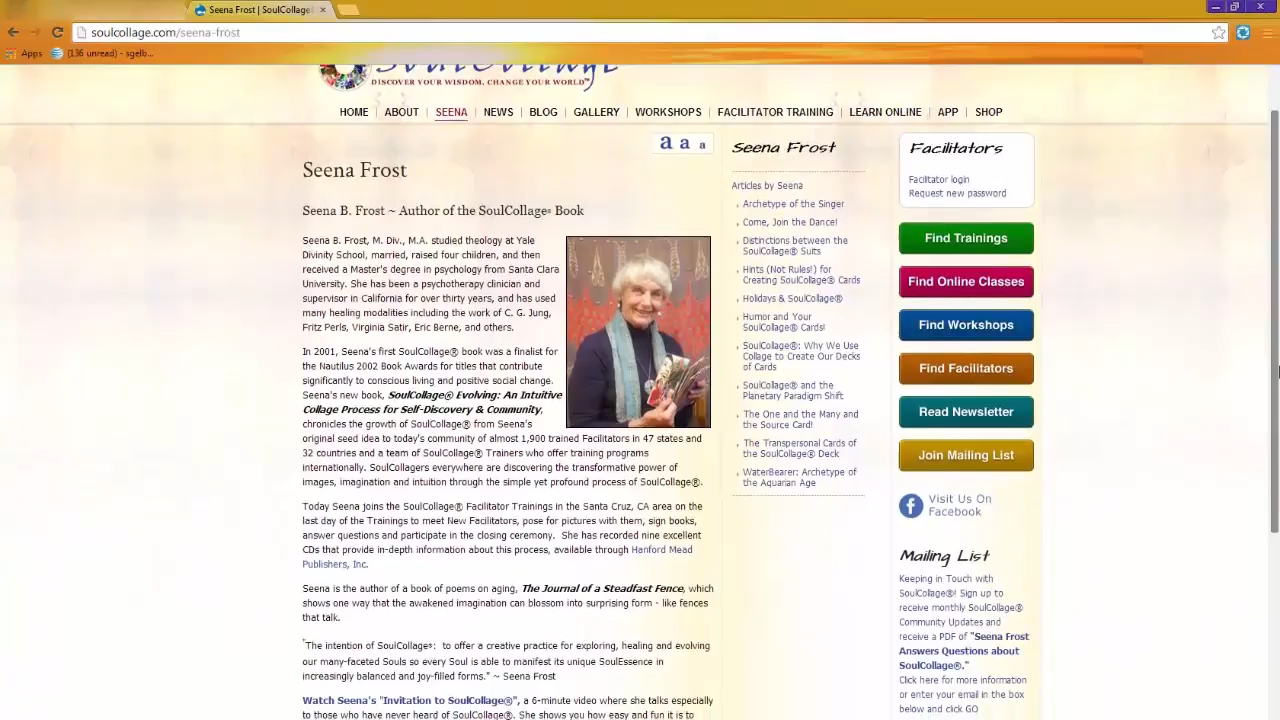 Seena Frost | SoulCollage
soulcollage.com/seena-frost
Apps
(136 unread) - sgelb...
SoulCollage
DISCOVER YOUR WISDOM. CHANGE YOUR WORLD™
HOME
ABOUT
SEENA
NEWS
BLOG
GALLERY
WORKSHOPS
FACILITATOR TRAINING
LEARN ONLINE
APP
SHOP
a a a
Seena Frost
Seena B. Frost ~ Author of the SoulCollage® Book
Seena B. Frost, M. Div., M.A. studied theology at Yale
Divinity School, married, raised four children, and then
received a Master's degree in psychology from Santa Clara
University. She has been a psychotherapy clinician and
supervisor in California for over thirty years, and has used
many healing modalities including the work of C. G. Jung,
Fritz Perls, Virginia Satir, Eric Berne, and others.
In 2001, Seena's first SoulCollage® book was a finalist for
the Nautilus 2002 Book Awards for titles that contribute
significantly to conscious living and positive social change.
Seena's new book, SoulCollage® Evolving: An Intuitive
Collage Process for Self-Discovery & Community,
chronicles the growth of SoulCollage® from Seena's
original seed idea to today's community of almost 1,900 trained Facilitators in 47 states and
32 countries and a team of SoulCollage® Trainers who offer training programs
internationally. SoulCollagers everywhere are discovering the transformative power of
images, imagination and intuition through the simple yet profound process of SoulCollage®.
Today Seena joins the SoulCollage® Facilitator Trainings in the Santa Cruz, CA area on the
last day of the Trainings to meet New Facilitators, pose for pictures with them, sign books,
answer questions and participate in the closing ceremony.  She has recorded nine excellent
CDs that provide in-depth information about this process, available through Hanford Mead
Publishers, Inc.
Seena is the author of a book of poems on aging, The Journal of a Steadfast Fence, which
shows one way that the awakened imagination can blossom into surprising form - like fences
that talk.
"The intention of SoulCollage®:  to offer a creative practice for exploring, healing and evolving
our many-faceted Souls so every Soul is able to manifest its unique SoulEssence in
increasingly balanced and joy-filled forms." ~ Seena Frost
Watch Seena's "Invitation to SoulCollage®", a 6-minute video where she talks especially
to those who have never heard of SoulCollage®. She shows you how easy and fun it is to
Seena Frost
Articles by Seena
Archetype of the Singer
Come, Join the Dance!
Distinctions between the
SoulCollage® Suits
Hints (Not Rules!) for
Creating SoulCollage® Cards
Holidays & SoulCollage®
Humor and Your
SoulCollage® Cards!
SoulCollage®: Why We Use
Collage to Create Our Decks
of Cards
SoulCollage® and the
Planetary Paradigm Shift
The One and the Many and
the Source Card!
The Transpersonal Cards of
the SoulCollage® Deck
WaterBearer: Archetype of
the Aquarian Age
Facilitators
Facilitator login
Request new password
Find Trainings
Find Online Classes
Find Workshops
Find Facilitators
Read Newsletter
Join Mailing List
Visit Us On
Facebook
Mailing List
Keeping in Touch with
SoulCollage®! Sign up to
receive monthly SoulCollage®
Community Updates and
receive a PDF of "Seena Frost
Answers Questions about
SoulCollage®."
Click here for more information
or enter your email in the box
below and click GO